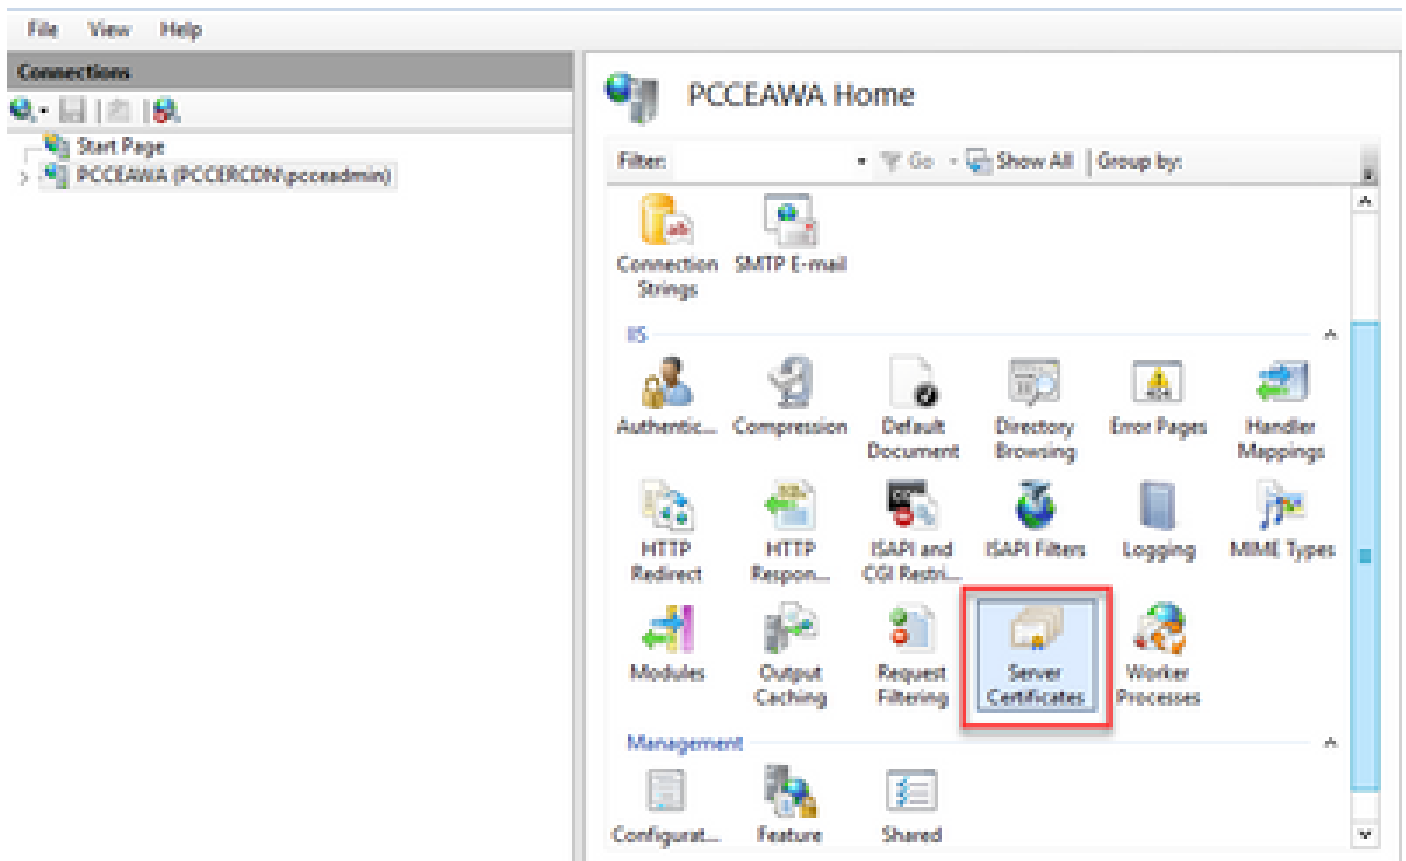 File View Help
Connections
Start Page
PCCEAWA (PCCERCDN\pcceadmin)
PCCEAWA Home
Filter: Go Show All Group by:
Connection SMTP E-mail
Strings
IIS
Authentic... Compression Default Directory Error Pages Handler
Document Browsing Mappings
HTTP HTTP ISAPI and ISAPI Filters Logging MIME Types
Redirect Respon... CGI Restri...
Modules Output Request Server Worker
Caching Filtering Certificates Processes
Management
Configurat... Feature Shared